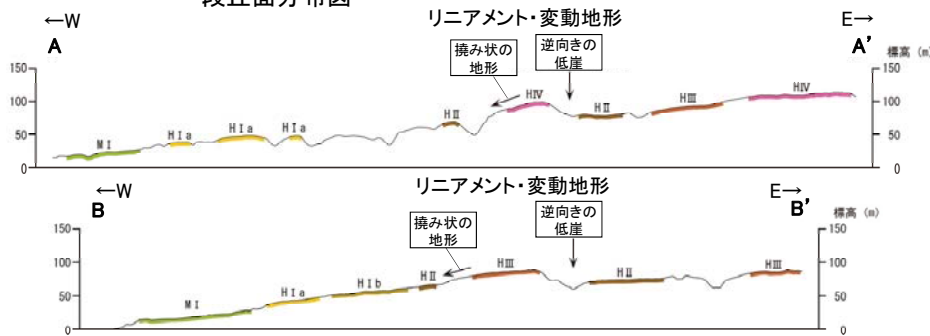 段丘面分布図
←W
リニアメント・変動地形
E→
A
A'
標高 (m)
撓み状の
地形
逆向きの
低崖
150
100
50
0
150
100
50
0
MⅠ
HⅠa
HⅠa
HⅠa
HⅡ
HⅣ
HⅡ
HⅢ
HⅣ
←W
リニアメント・変動地形
E→
B
B'
標高 (m)
撓み状の
地形
逆向きの
低崖
150
100
50
0
150
100
50
0
MⅠ
HⅠa
HⅠb
HⅡ
HⅢ
HⅡ
HⅢ